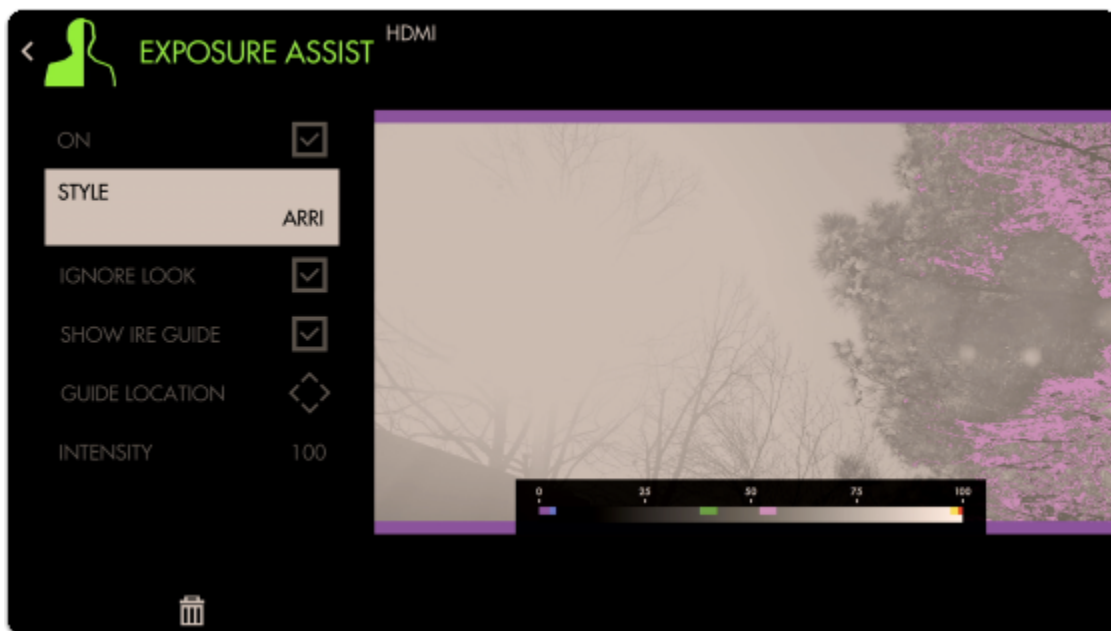 EXPOSURE ASSIST
HDMI
ON
STYLE
ARRI
IGNORE LOOK
SHOW IRE GUIDE
GUIDE LOCATION
INTENSITY 100
0 25 50 75 100